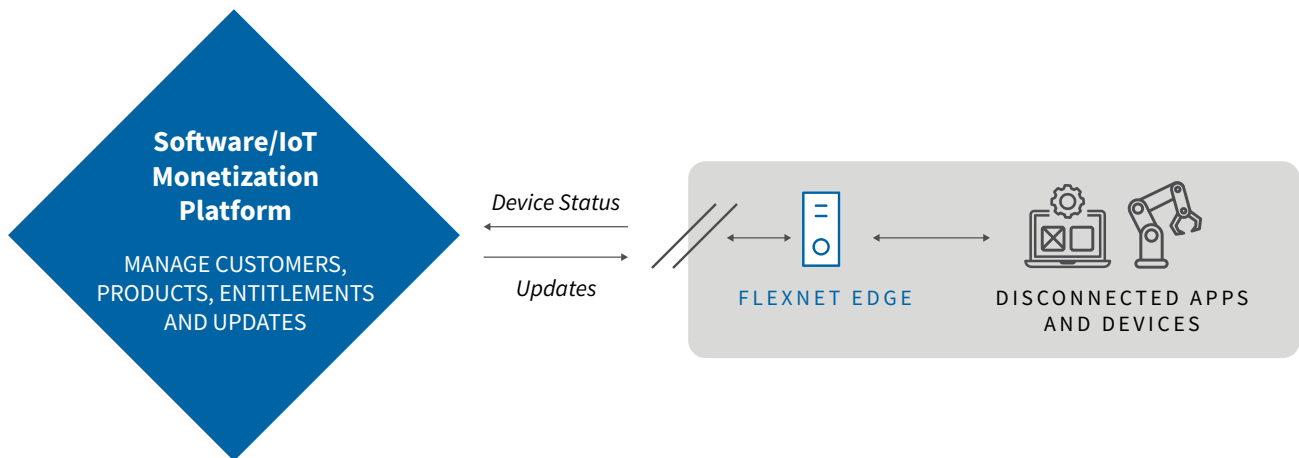 Software/IoT
Monetization
Platform
MANAGE CUSTOMERS,
PRODUCTS, ENTITLEMENTS
AND UPDATES
Device Status
Updates
FLEXNET EDGE
DISCONNECTED APPS
AND DEVICES